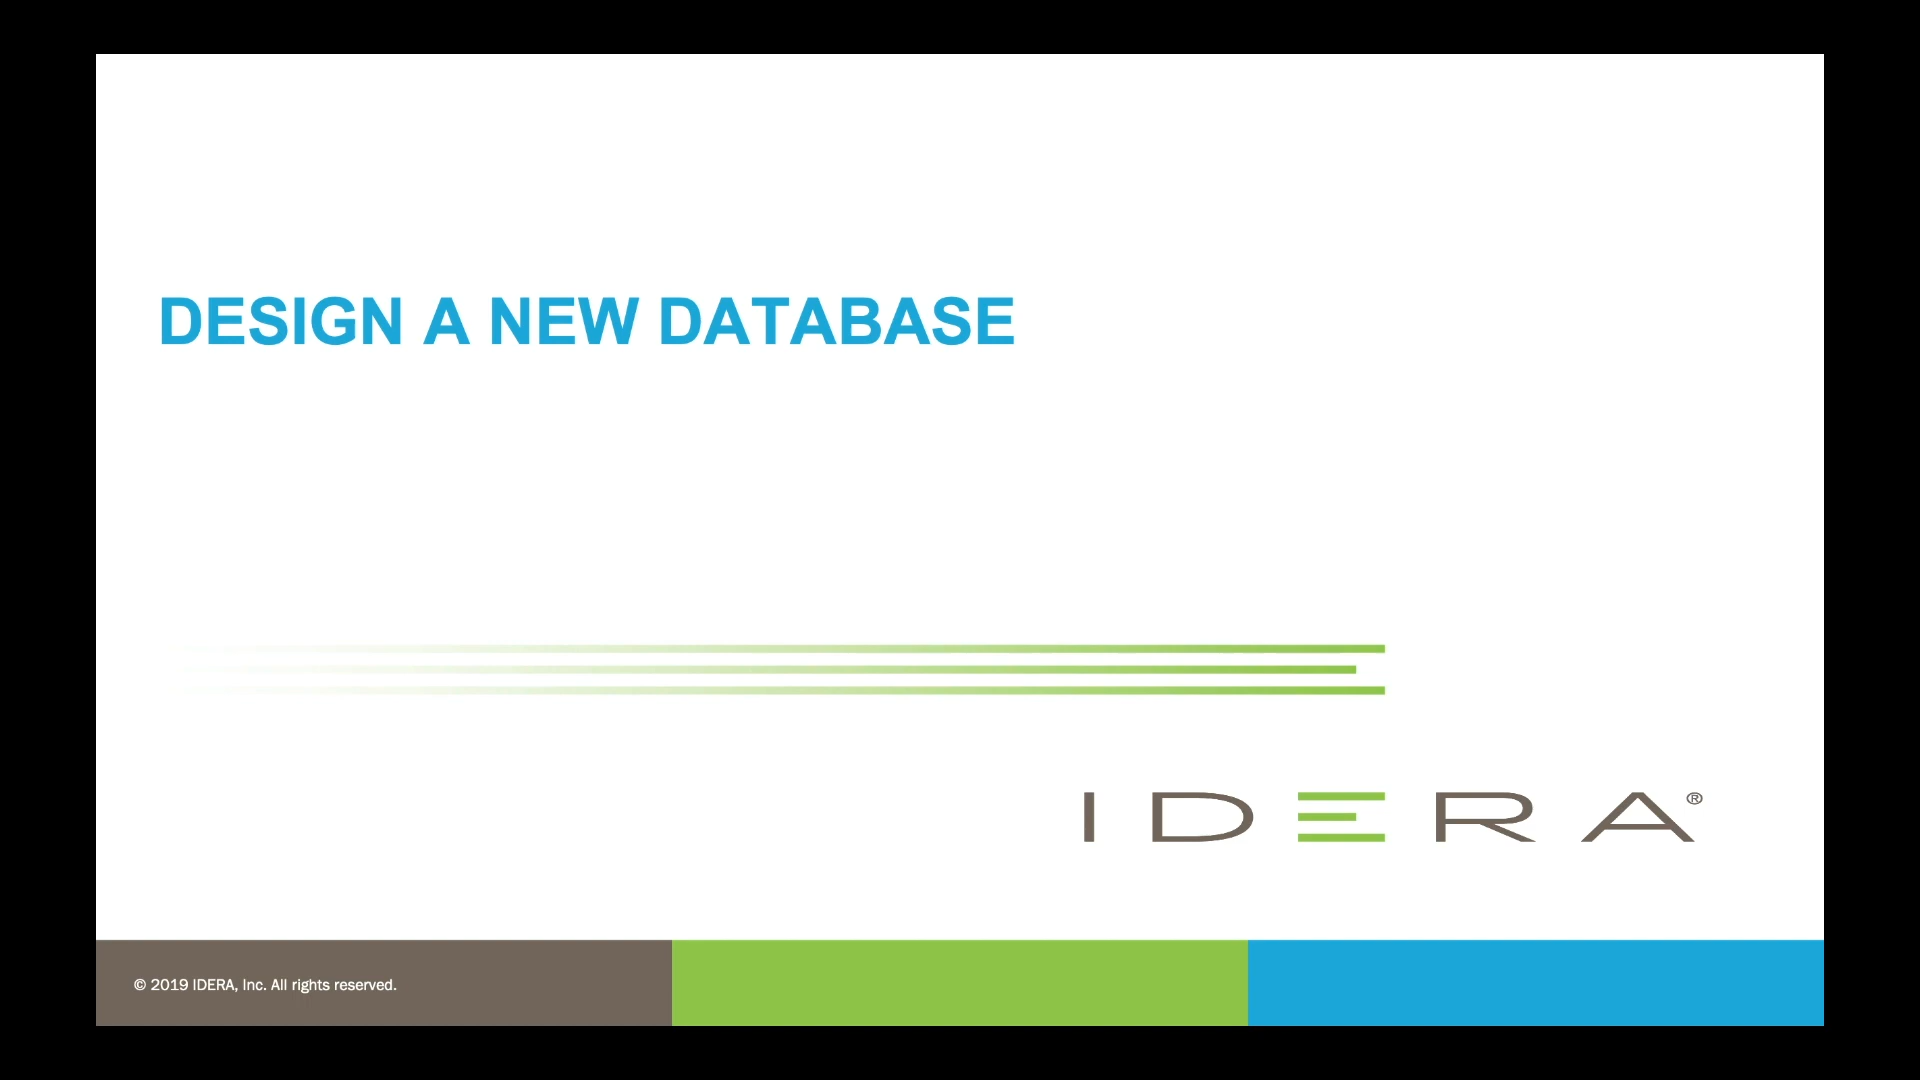 DESIGN A NEW DATABASE
IDERA®
© 2019 IDERA, Inc. All rights reserved.